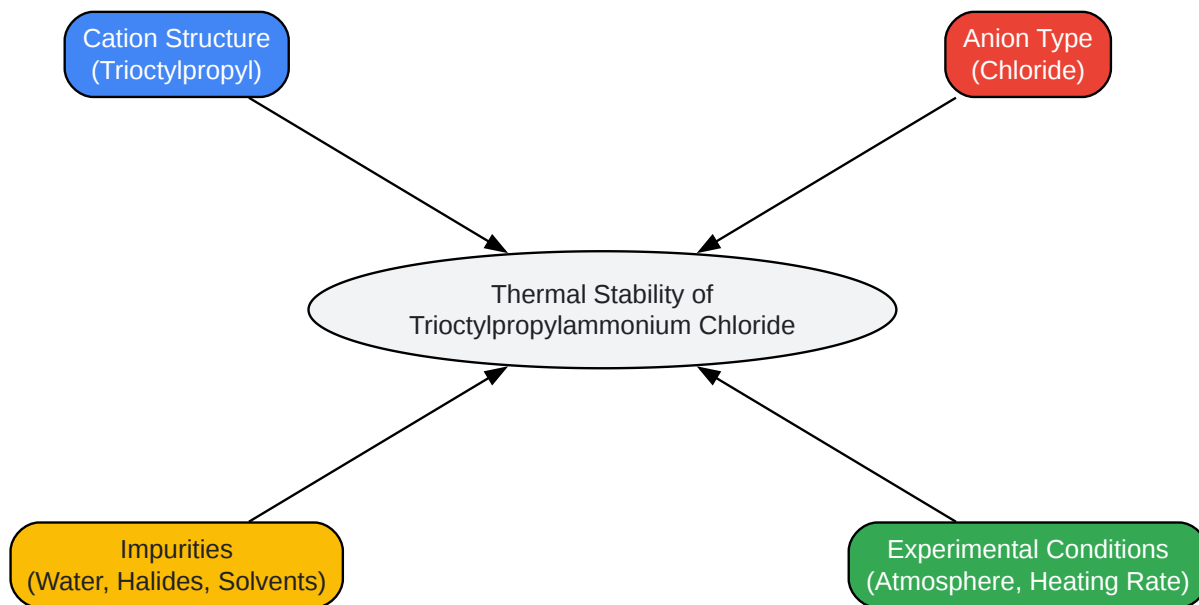 Cation Structure
(Trioctylpropyl)
Anion Type
(Chloride)
Thermal Stability of
Trioctylpropylammonium Chloride
Impurities
(Water, Halides, Solvents)
Experimental Conditions
(Atmosphere, Heating Rate)